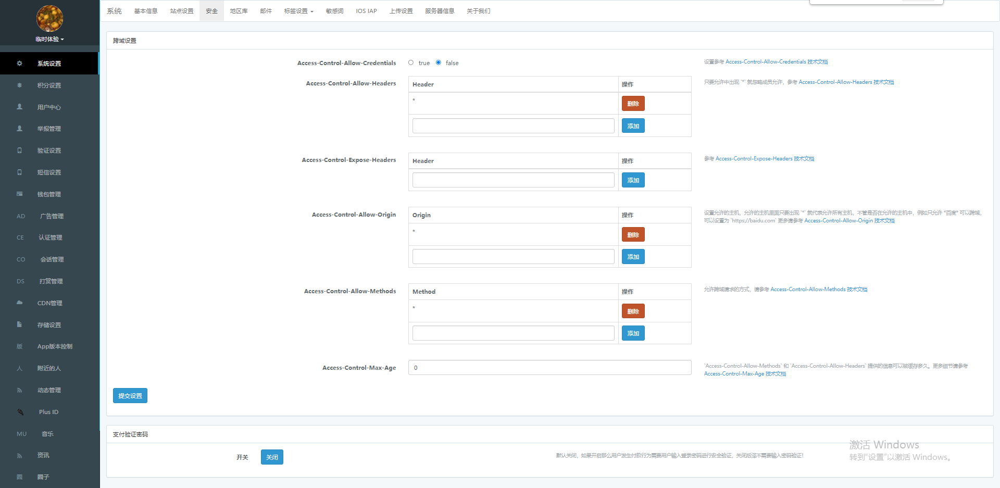 临时体验
系统设置
积分设置
用户中心
举报管理
验证设置
短信设置
钱包管理
AD 广告管理
CE 认证管理
CO 会话管理
DS 打赏管理
CDN管理
存储设置
版 App版本控制
人 附近的人
动态管理
Plus ID
MU 音乐
资讯
圈 圈子
系统 基本信息 站点设置 安全 地区库 邮件 标签设置 敏感词 IOS IAP 上传设置 服务器信息 关于我们
跨域设置
Access-Control-Allow-Credentials true false 设置参考 Access-Control-Allow-Credentials 技术文档
Access-Control-Allow-Headers Header 操作 只要允许中出现 `*` 就忽略成员允许，参考 Access-Control-Allow-Headers 技术文档
* 删除
添加
Access-Control-Expose-Headers Header 操作 参考 Access-Control-Expose-Headers 技术文档
添加
Access-Control-Allow-Origin Origin 操作 设置允许的主机，允许的主机里面只要出现 `*` 就代表允许所有主机，不管是否在允许的主机中，例如只允许 *百度* 可以跨域，
可以设置为 `https://baidu.com` 更多请参考 Access-Control-Allow-Origin 技术文档
* 删除
添加
Access-Control-Allow-Methods Method 操作 允许跨域请求的方式，请参考 Access-Control-Allow-Methods 技术文档
* 删除
添加
Access-Control-Max-Age 0 `Access-Control-Allow-Methods` 和 `Access-Control-Allow-Headers` 提供的信息可以被缓存多久。更多细节请参考
Access-Control-Max-Age 技术文档
提交设置
支付验证密码
开关 关闭 默认关闭，如果开启那么用户发生付款行为需要用户输入登录密码进行安全验证，关闭后泽不需要输入密码验证！
激活 Windows
转到“设置”以激活 Windows。